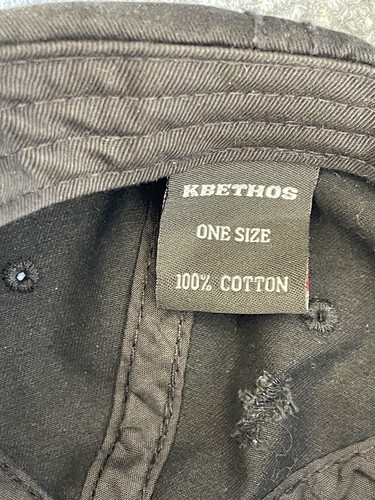 KBETHOS
ONE SIZE
100% COTTON